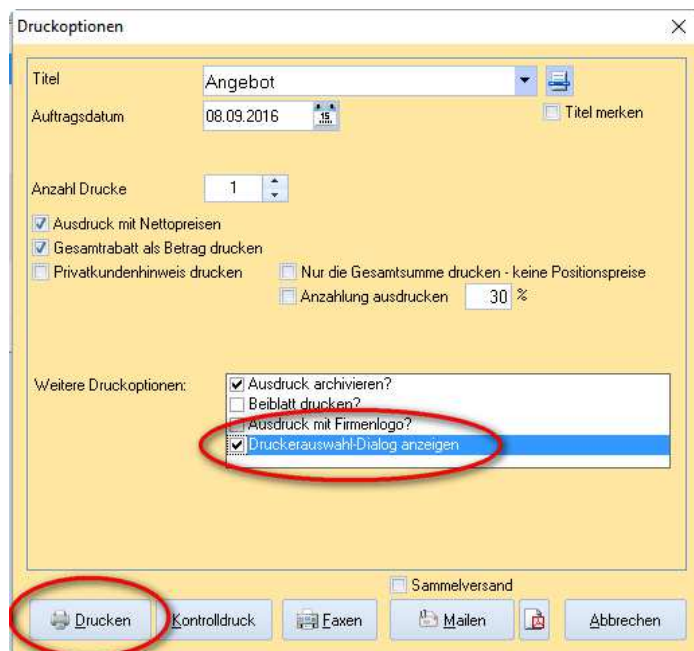 Druckoptionen
Titel
Angebot
Auftragsdatum
08.09.2016
15
Titel merken
Anzahl Drucke
1
Ausdruck mit Nettopreisen
Gesamtrabatt als Betrag drucken
Privatkundenhinweis drucken
Nur die Gesamtsumme drucken - keine Positionspreise
Anzahlung ausdrucken 30 %
Weitere Druckoptionen:
Ausdruck archivieren?
Beiblatt drucken?
Ausdruck mit Firmenlogo?
Druckerauswahl-Dialog anzeigen
Sammelversand
Drucken Kontrolldruck Faxen Mailen Abbrechen